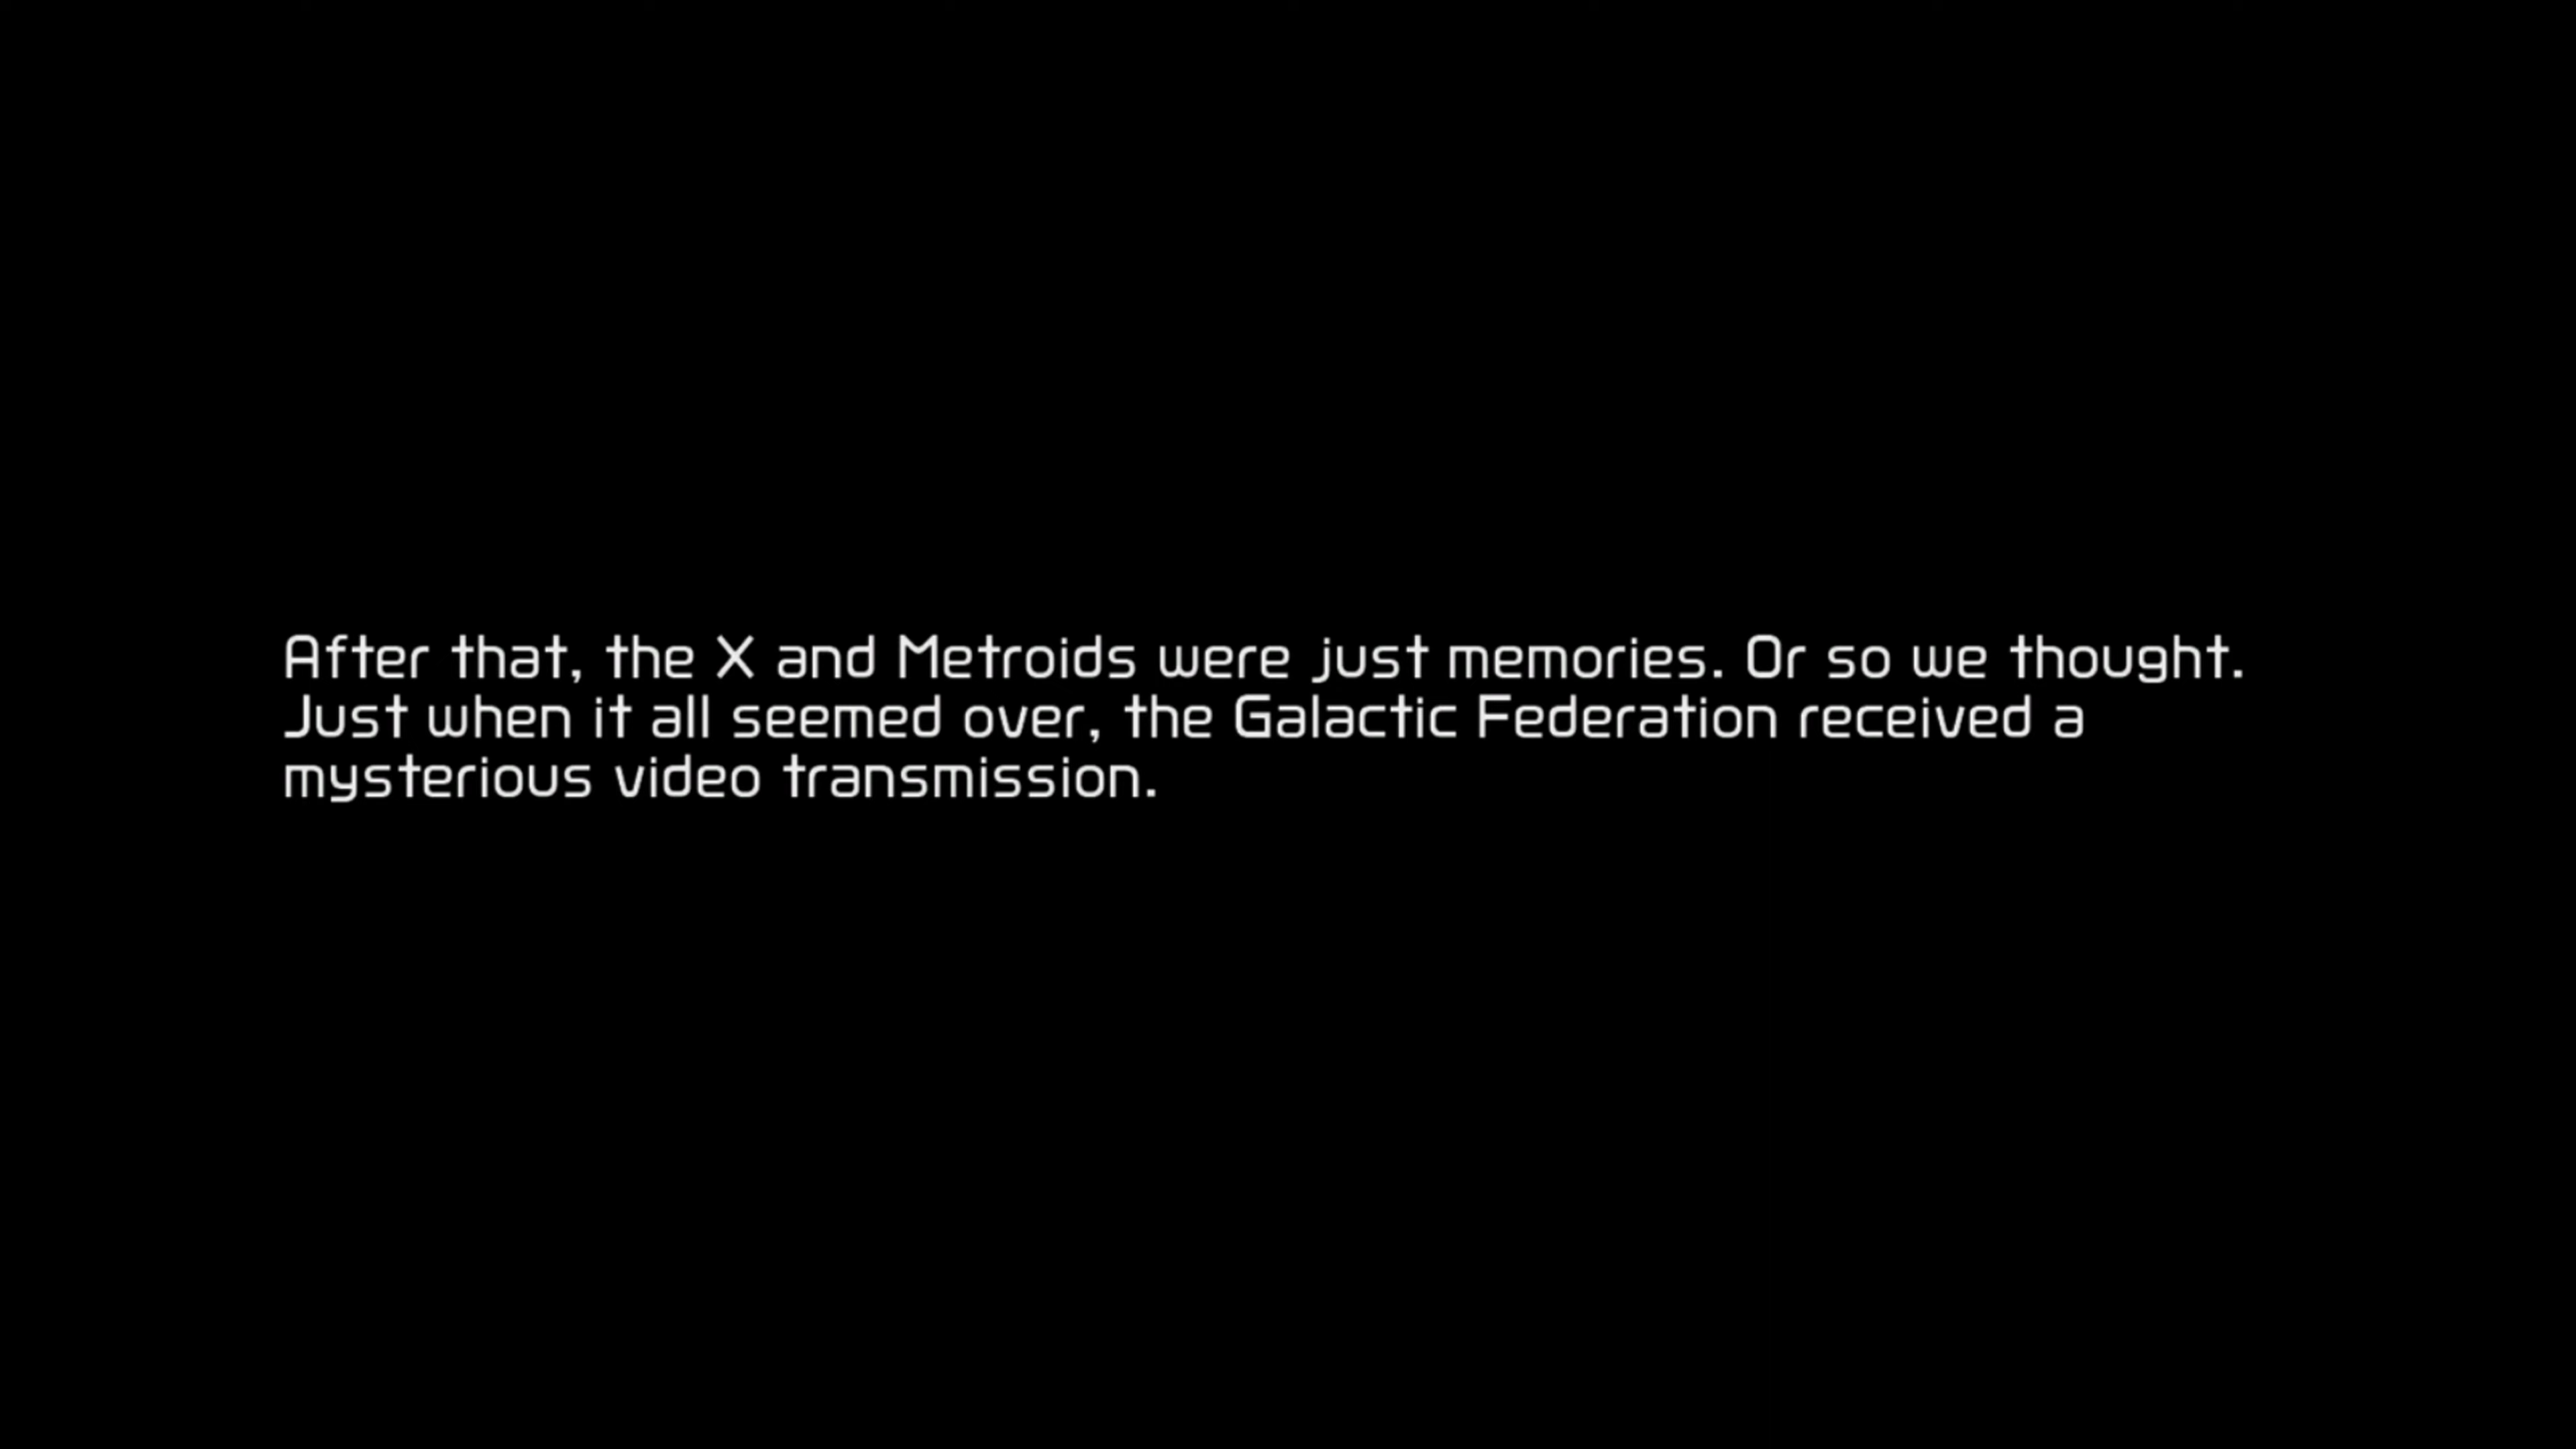 After that, the X and Metroids were just memories. Or so we thought.
Just when it all seemed over, the Galactic Federation received a
mysterious video transmission.